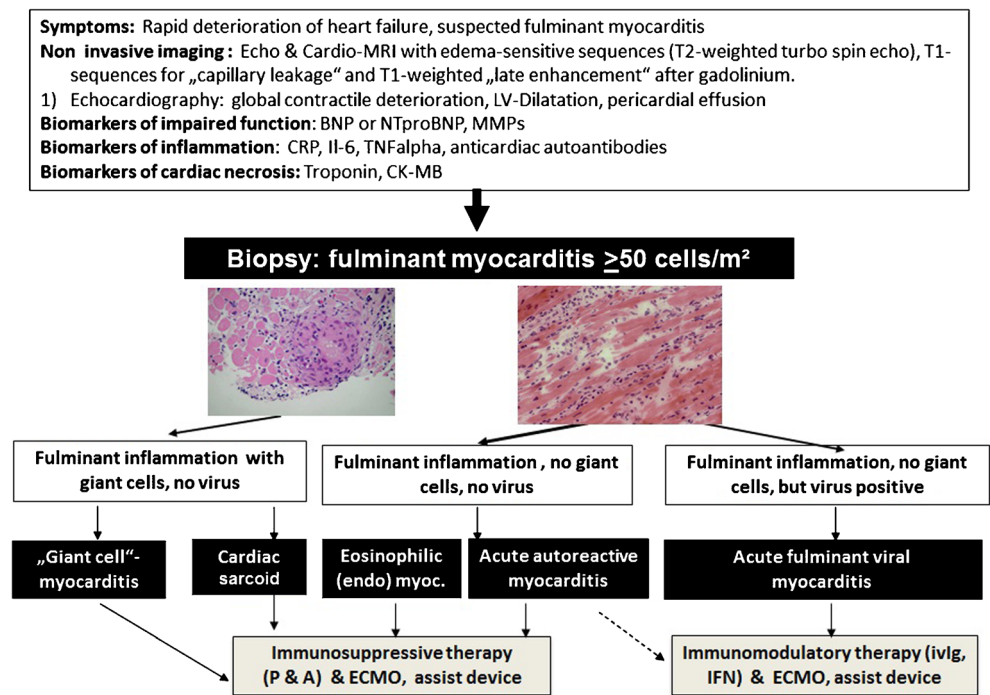 Symptoms: Rapid deterioration of heart failure, suspected fulminant myocarditis
Non invasive imaging : Echo & Cardio-MRI with edema-sensitive sequences (T2-weighted turbo spin echo), T1-
sequences for „capillary leakage“ and T1-weighted „late enhancement“ after gadolinium.
1) Echocardiography: global contractile deterioration, LV-Dilatation, pericardial effusion
Biomarkers of impaired function: BNP or NTproBNP, MMPs
Biomarkers of inflammation: CRP, Il-6, TNFalpha, anticardiac autoantibodies
Biomarkers of cardiac necrosis: Troponin, CK-MB
Biopsy: fulminant myocarditis ≥50 cells/m²
Fulminant inflammation with
giant cells, no virus
Fulminant inflammation , no giant
cells, no virus
Fulminant inflammation, no giant
cells, but virus positive
„Giant cell“-
myocarditis
Cardiac
sarcoid
Eosinophilic
(endo) myoc.
Acute autoreactive
myocarditis
Acute fulminant viral
myocarditis
Immunosuppressive therapy
(P & A) & ECMO, assist device
Immunomodulatory therapy (ivIg,
IFN) & ECMO, assist device